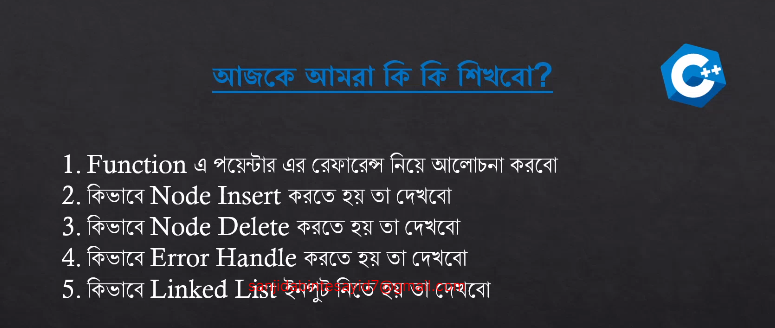 আজকে আমরা কি কি শিখবো?
C++
1. Function এ পয়েন্টার এর রেফারেন্স নিয়ে আলোচনা করবো
2. কিভাবে Node Insert করতে হয় তা দেখবো
3. কিভাবে Node Delete করতে হয় তা দেখবো
4. কিভাবে Error Handle করতে হয় তা দেখবো
5. কিভাবে Linked List ইনপুট নিতে হয় তা দেখবো